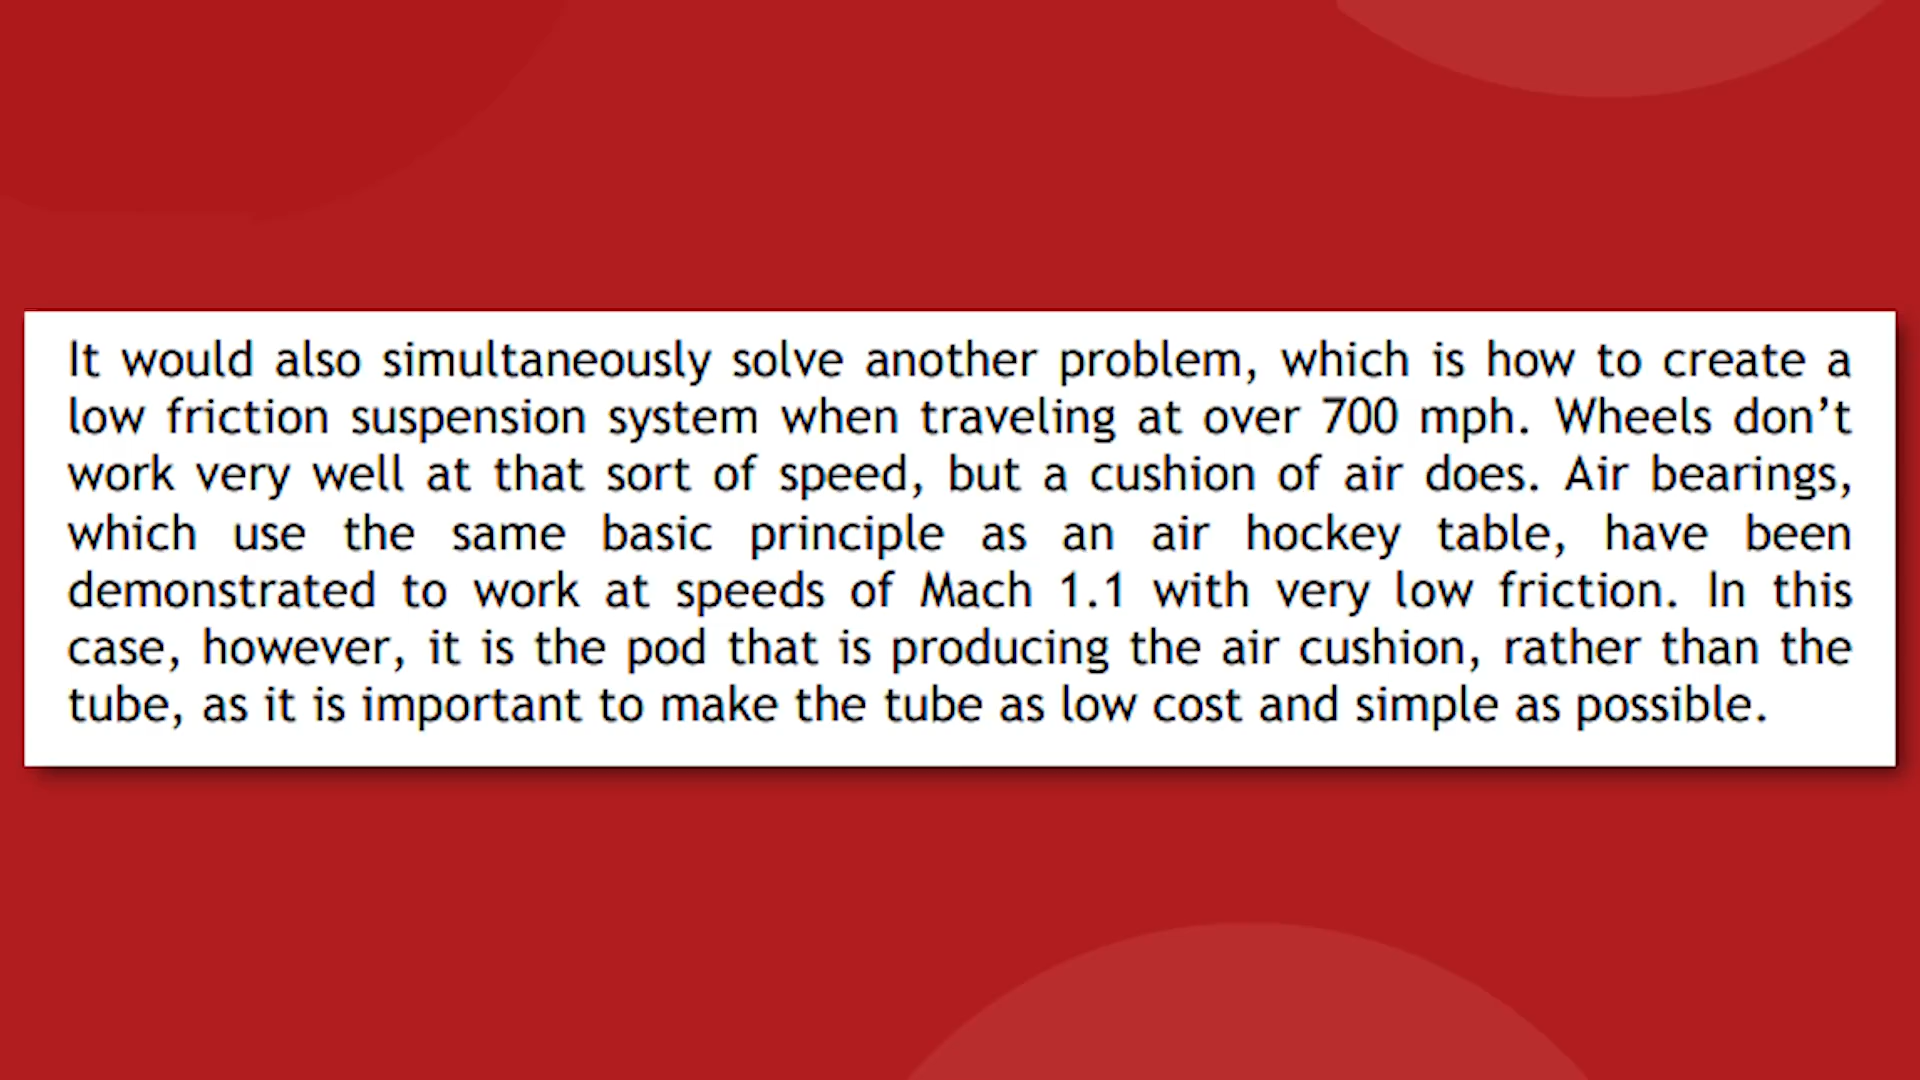 It would also simultaneously solve another problem, which is how to create a
low friction suspension system when traveling at over 700 mph. Wheels don’t
work very well at that sort of speed, but a cushion of air does. Air bearings,
which use the same basic principle as an air hockey table, have been
demonstrated to work at speeds of Mach 1.1 with very low friction. In this
case, however, it is the pod that is producing the air cushion, rather than the
tube, as it is important to make the tube as low cost and simple as possible.